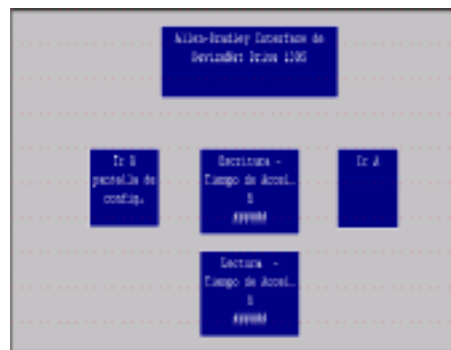 Allen-Bradley Interface de
DeviceNet Drive 1305
Ir A
pantalla de
config.
Escritura -
Tiempo de Accel.
1
Ir A
Lectura -
Tiempo de Accel.
1